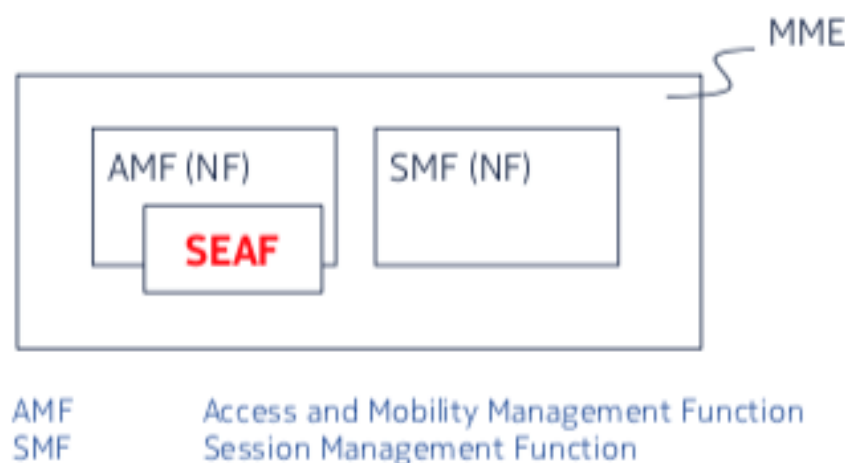 MME
AMF (NF)
SMF (NF)
SEAF
AMF Access and Mobility Management Function
SMF Session Management Function